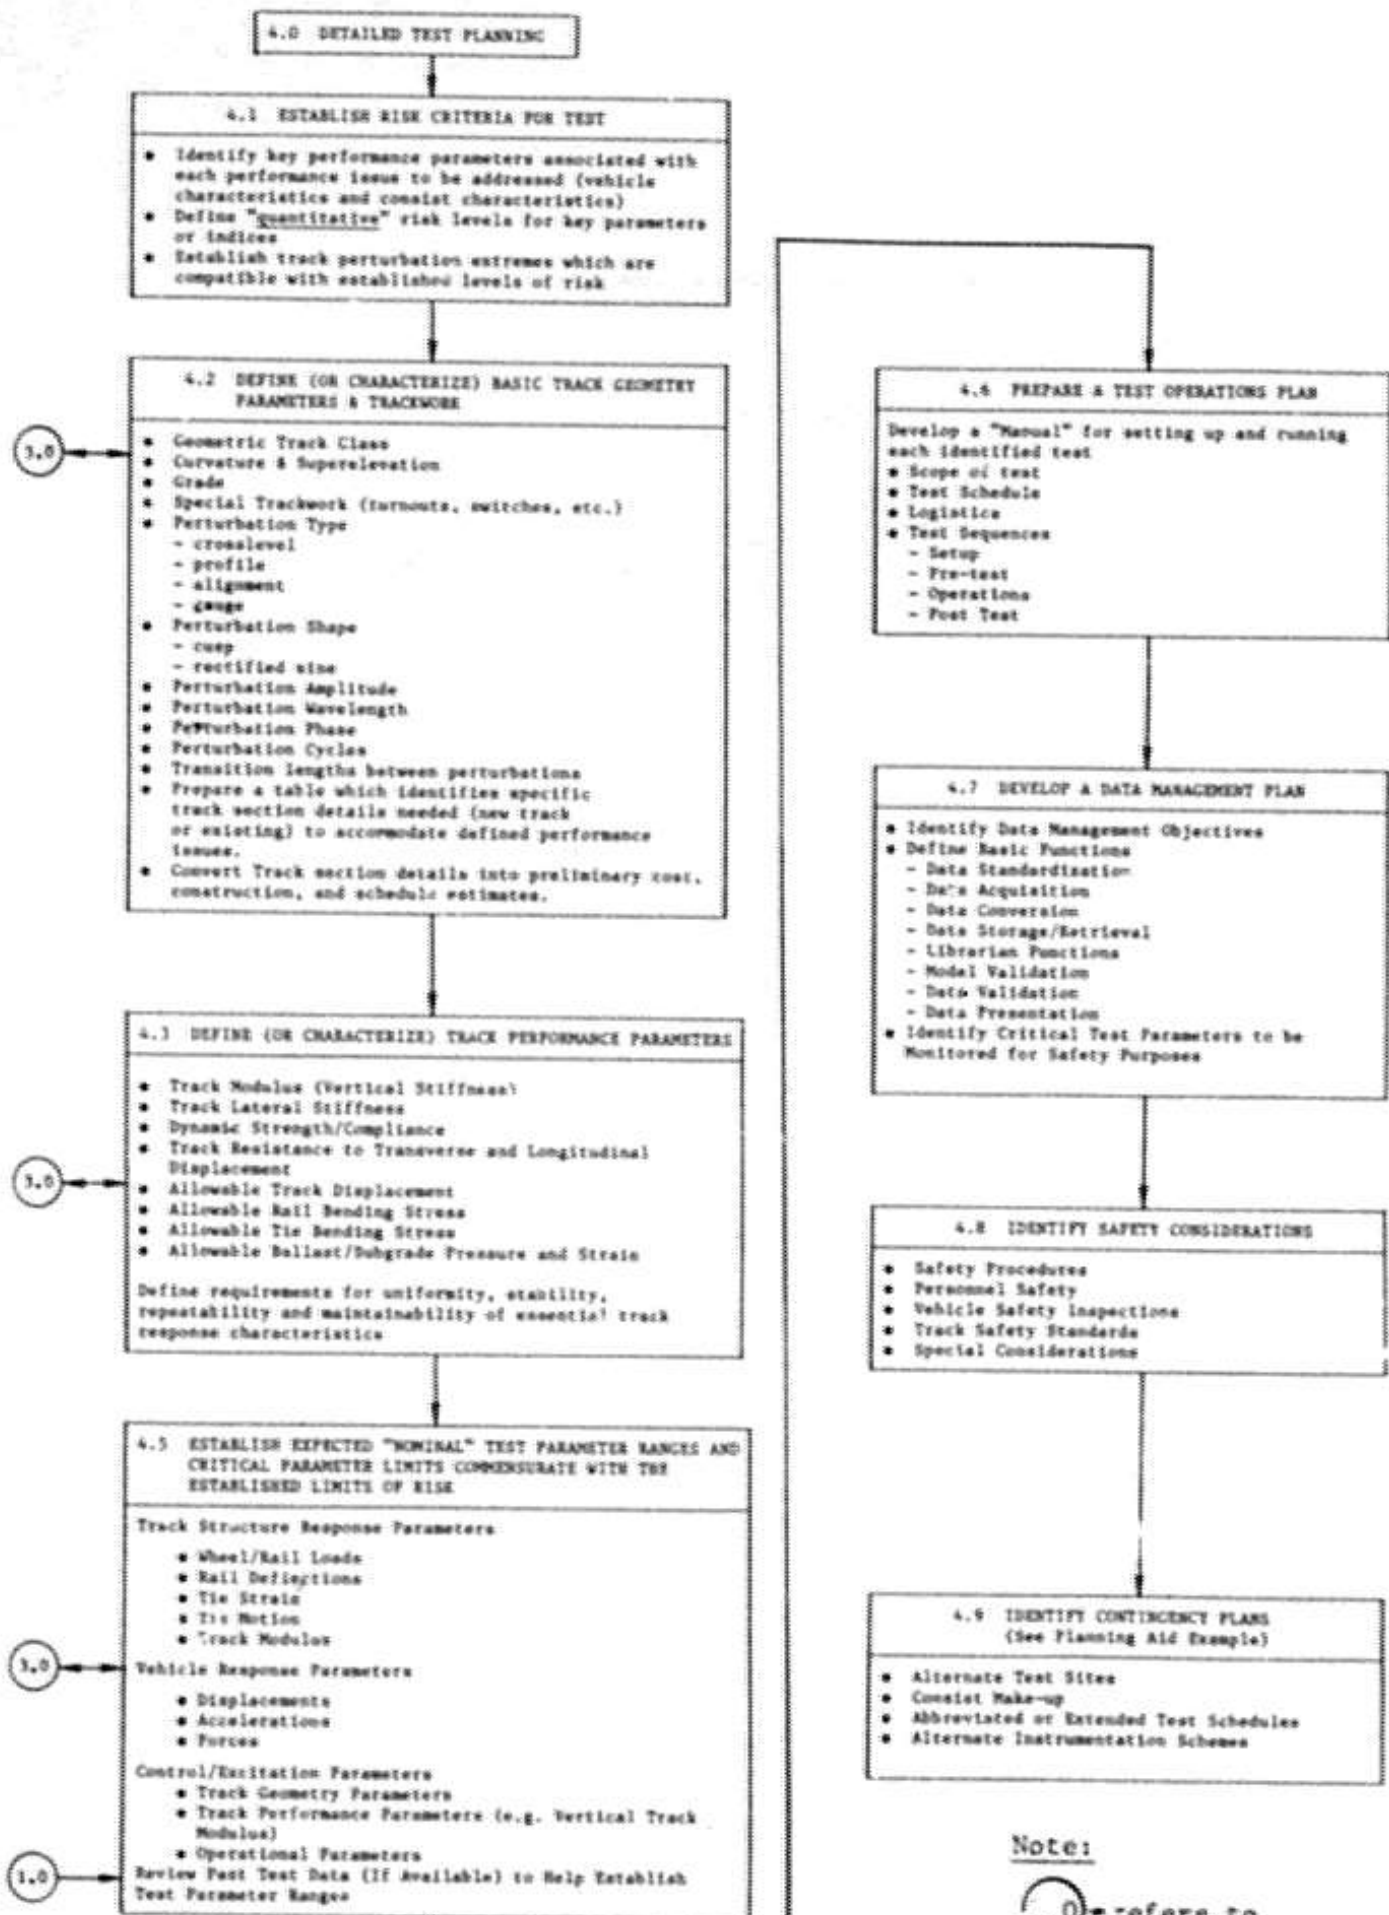 4.0 DETAILED TEST PLANNING
4.1 ESTABLISH RISK CRITERIA FOR TEST
• Identify key performance parameters associated with
each performance issue to be addressed (vehicle
characteristics and consist characteristics)
• Define "quantitative" risk levels for key parameters
or indices
• Establish track perturbation extremes which are
compatible with established levels of risk
4.2 DEFINE (OR CHARACTERIZE) BASIC TRACK GEOMETRY
PARAMETERS & TRACKWORK
3.0
• Geometric Track Class
• Curvature & Superelevation
• Grade
• Special Trackwork (turnouts, switches, etc.)
• Perturbation Type
- crosslevel
- profile
- alignment
- gauge
• Perturbation Shape
- cusp
- rectified sine
• Perturbation Amplitude
• Perturbation Wavelength
• Perturbation Phase
• Perturbation Cycles
• Transition lengths between perturbations
• Prepare a table which identifies specific
track section details needed (new track
or existing) to accommodate defined performance
issues.
• Convert Track section details into preliminary cost,
construction, and schedule estimates.
4.3 DEFINE (OR CHARACTERIZE) TRACK PERFORMANCE PARAMETERS
3.0
• Track Modulus (Vertical Stiffness)
• Track Lateral Stiffness
• Dynamic Strength/Compliance
• Track Resistance to Transverse and Longitudinal
Displacement
• Allowable Track Displacement
• Allowable Rail Bending Stress
• Allowable Tie Bending Stress
• Allowable Ballast/Subgrade Pressure and Strain
Define requirements for uniformity, stability,
repeatability and maintainability of essential track
response characteristics
4.5 ESTABLISH EXPECTED "NOMINAL" TEST PARAMETER RANGES AND
CRITICAL PARAMETER LIMITS COMMENSURATE WITH THE
ESTABLISHED LIMITS OF RISK
Track Structure Response Parameters
• Wheel/Rail Loads
• Rail Deflections
• Tie Strain
• Tie Motion
• Track Modulus
3.0
Vehicle Response Parameters
• Displacements
• Accelerations
• Forces
Control/Excitation Parameters
• Track Geometry Parameters
• Track Performance Parameters (e.g. Vertical Track
Modulus)
• Operational Parameters
1.0
Review Past Test Data (If Available) to Help Establish
Test Parameter Ranges
4.6 PREPARE A TEST OPERATIONS PLAN
Develop a "Manual" for setting up and running
each identified test
• Scope of test
• Test Schedule
• Logistics
• Test Sequences
- Setup
- Pre-test
- Operations
- Post Test
4.7 DEVELOP A DATA MANAGEMENT PLAN
• Identify Data Management Objectives
• Define Basic Functions
- Data Standardization
- Data Acquisition
- Data Conversion
- Data Storage/Retrieval
- Librarian Functions
- Model Validation
- Data Validation
- Data Presentation
• Identify Critical Test Parameters to be
Monitored for Safety Purposes
4.8 IDENTIFY SAFETY CONSIDERATIONS
• Safety Procedures
• Personnel Safety
• Vehicle Safety Inspections
• Track Safety Standards
• Special Considerations
4.9 IDENTIFY CONTINGENCY PLANS
(See Planning Aid Example)
• Alternate Test Sites
• Consist Make-up
• Abbreviated or Extended Test Schedules
• Alternate Instrumentation Schemes
Note:
refers to